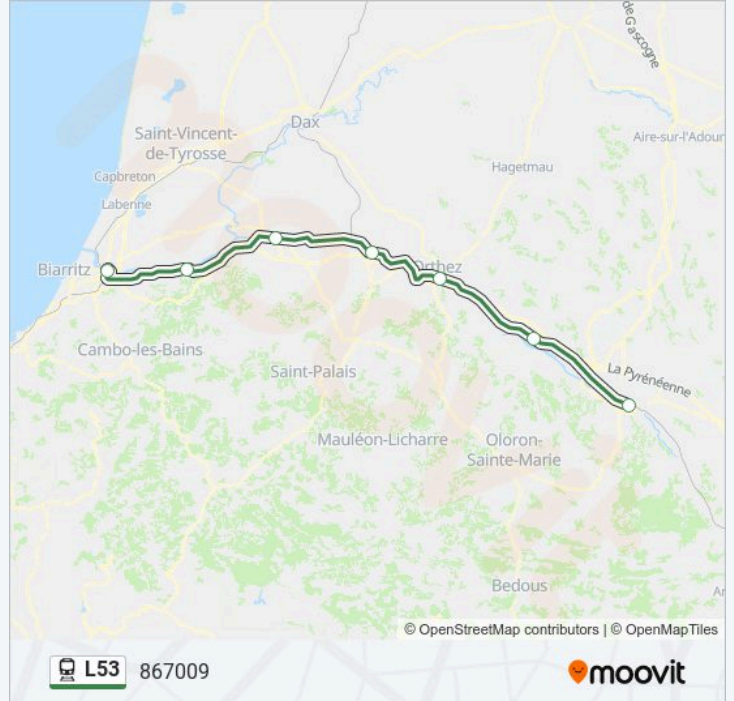 de Gascogne
Dax
Saint-Vincent-
de-Tyrosse
Aire-sur-l'Adour
Hagetmau
Capbreton
Labenne
Biarritz
Orthez
Cambo-les-Bains
Saint-Palais
La Pyrénéenne
Mauléon-Licharre
Oloron-
Sainte-Marie
Bedous
© OpenStreetMap contributors | © OpenMapTiles
L53 867009 moovit